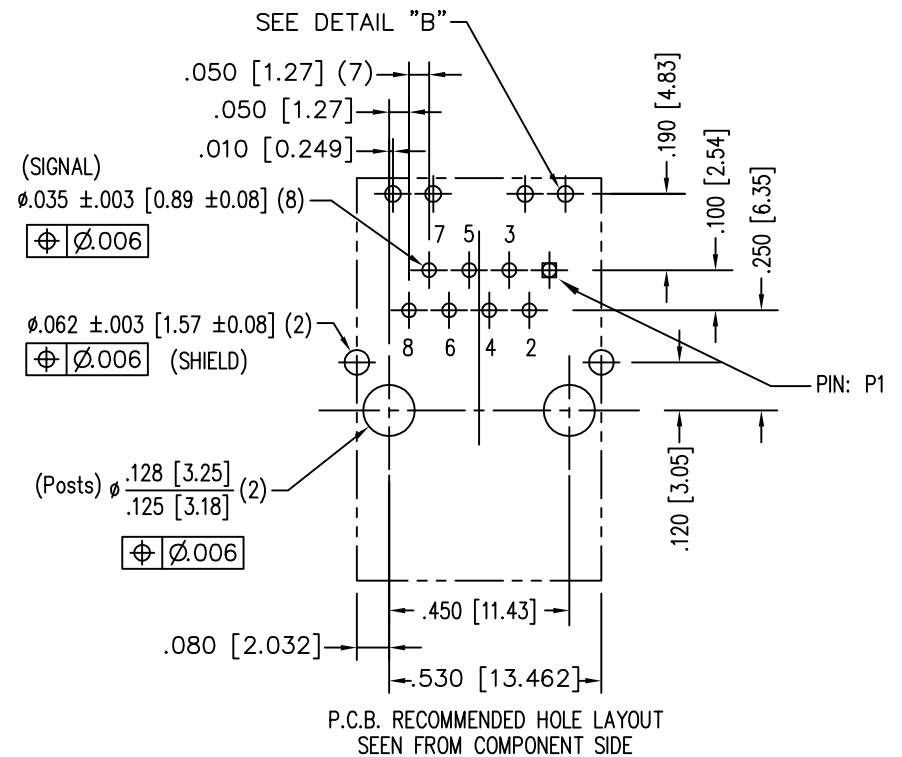 SEE DETAIL "B"
.050 [1.27] (7)
.050 [1.27]
.010 [0.249]
.190 [4.83]
.100 [2.54]
.250 [6.35]
(SIGNAL)
ø.035 ±.003 [0.89 ±0.08] (8)
⌖ Ø.006
7 5 3
ø.062 ±.003 [1.57 ±0.08] (2)
⌖ Ø.006 (SHIELD)
8 6 4 2
PIN: P1
(Posts) ø .128 [3.25] (2)
.125 [3.18]
⌖ Ø.006
.120 [3.05]
.450 [11.43]
.080 [2.032]
.530 [13.462]
P.C.B. RECOMMENDED HOLE LAYOUT
SEEN FROM COMPONENT SIDE